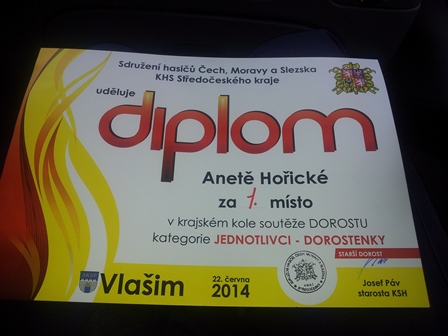 Sdružení hasičů Čech, Moravy a Slezska
KHS Středočeského kraje
uděluje
diplom
Anetě Hořické
za 1. místo
v krajském kole soutěže DOROSTU
kategorie JEDNOTLIVCI - DOROSTENKY
STARŠÍ DOROST
Vlašim
22. června
2014
Josef Páv
starosta KSH